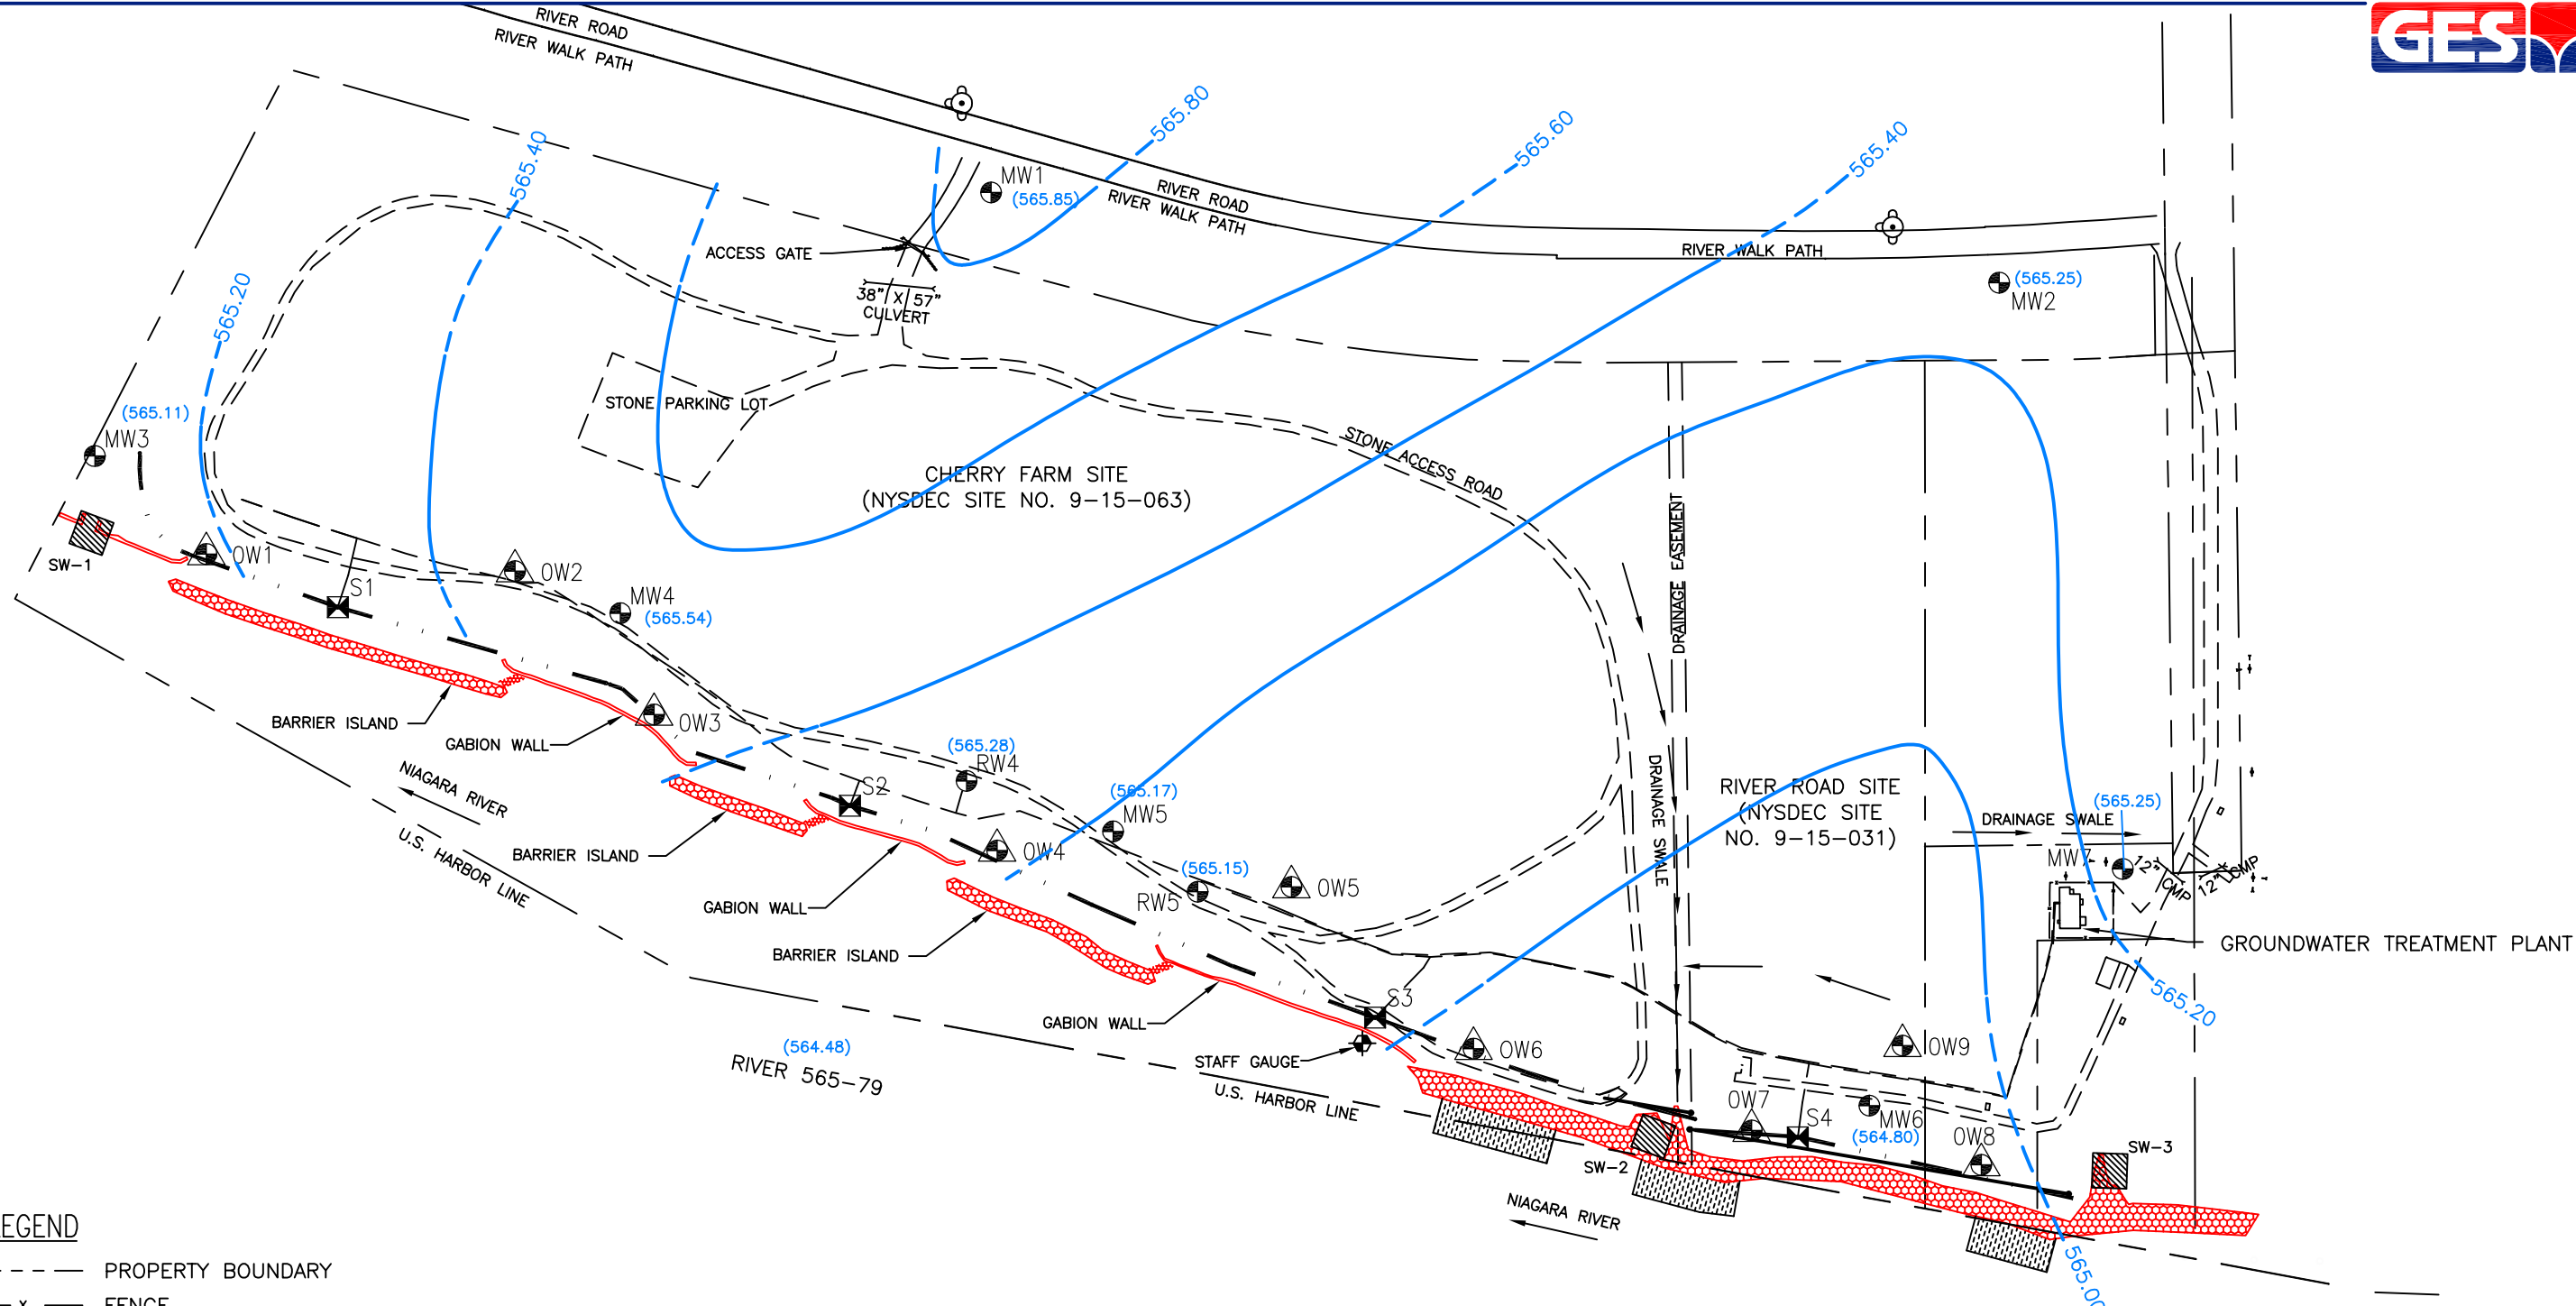 RIVER ROAD
RIVER WALK PATH
GES
565.80
565.60
565.40
565.40
MW1
(565.85)
RIVER ROAD
RIVER WALK PATH
ACCESS GATE
RIVER WALK PATH
(565.25)
MW2
38" X 57"
CULVERT
565.20
(565.11)
MW3
STONE PARKING LOT
STONE ACCESS ROAD
CHERRY FARM SITE
(NYSDEC SITE NO. 9-15-063)
DRAINAGE EASEMENT
OW1
SW-1
S1
OW2
MW4
(565.54)
BARRIER ISLAND
GABION WALL
OW3
NIAGARA RIVER
U.S. HARBOR LINE
(565.28)
RW4
S2
(565.17)
MW5
BARRIER ISLAND
OW4
(565.15)
RW5
OW5
GABION WALL
BARRIER ISLAND
DRAINAGE SWALE
RIVER ROAD SITE
(NYSDEC SITE
NO. 9-15-031)
(565.25)
DRAINAGE SWALE
MW7
12" CMP
12" CMP
GROUNDWATER TREATMENT PLANT
565.20
S3
GABION WALL
STAFF GAUGE
OW6
(564.48)
RIVER 565-79
U.S. HARBOR LINE
OW9
OW7
S4
MW6
(564.80)
OW8
SW-2
SW-3
NIAGARA RIVER
565.00
EGEND
PROPERTY BOUNDARY
x
FENCE